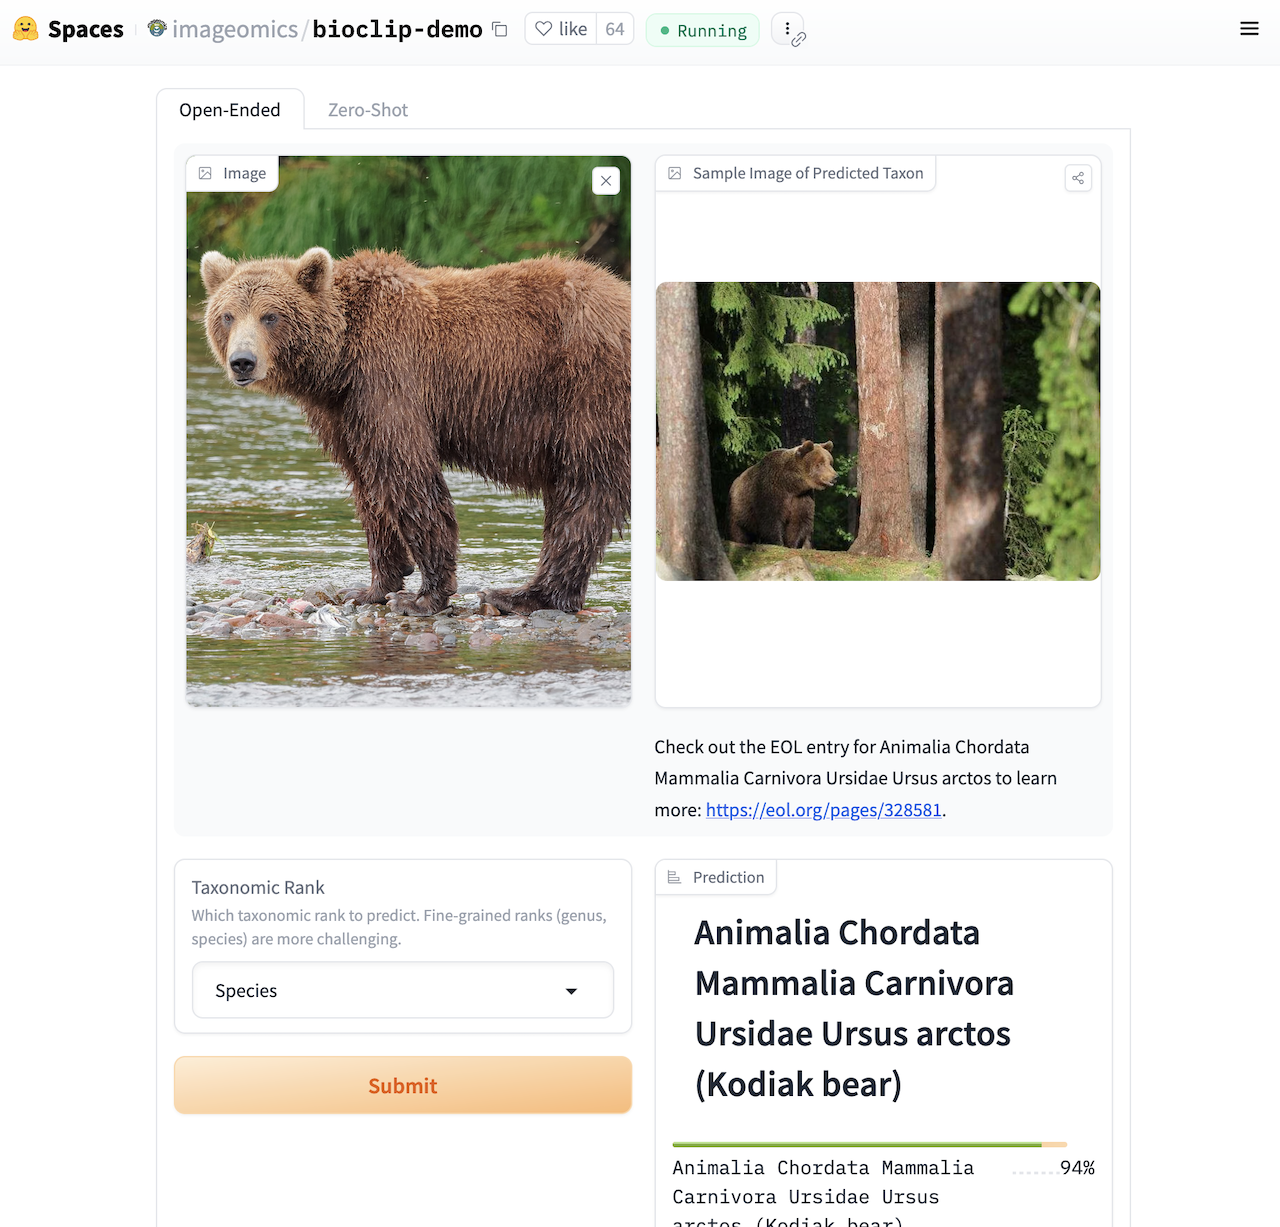 Spaces imageomics/bioclip-demo like 64 Running
Open-Ended Zero-Shot
Image
Sample Image of Predicted Taxon
Check out the EOL entry for Animalia Chordata
Mammalia Carnivora Ursidae Ursus arctos to learn
more: https://eol.org/pages/328581.
Taxonomic Rank
Which taxonomic rank to predict. Fine-grained ranks (genus,
species) are more challenging.
Species
Submit
Prediction
Animalia Chordata
Mammalia Carnivora
Ursidae Ursus arctos
(Kodiak bear)
Animalia Chordata Mammalia 94%
Carnivora Ursidae Ursus
arctos (Kodiak bear)